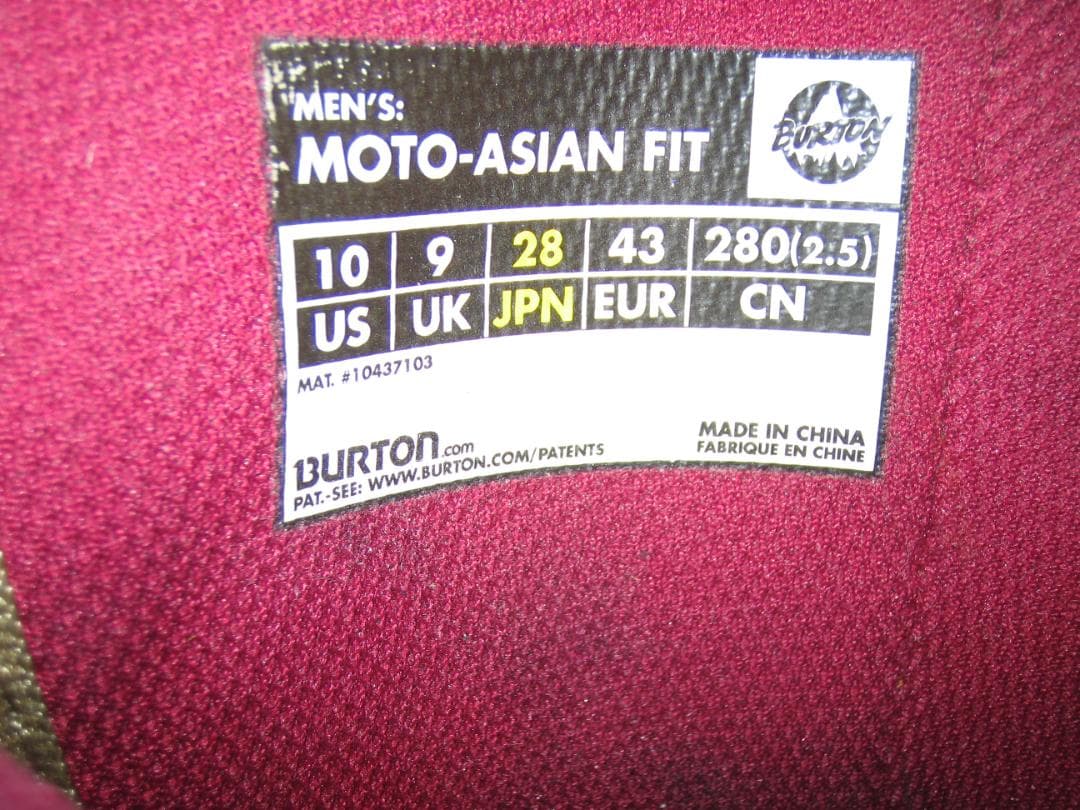 MEN'S:
MOTO-ASIAN FIT
BURTON
10 9 28 43 280(2.5)
US UK JPN EUR CN
MAT. #10437103
BURTON.com
PAT.-SEE: WWW.BURTON.COM/PATENTS
MADE IN CHINA
FABRIQUE EN CHINE